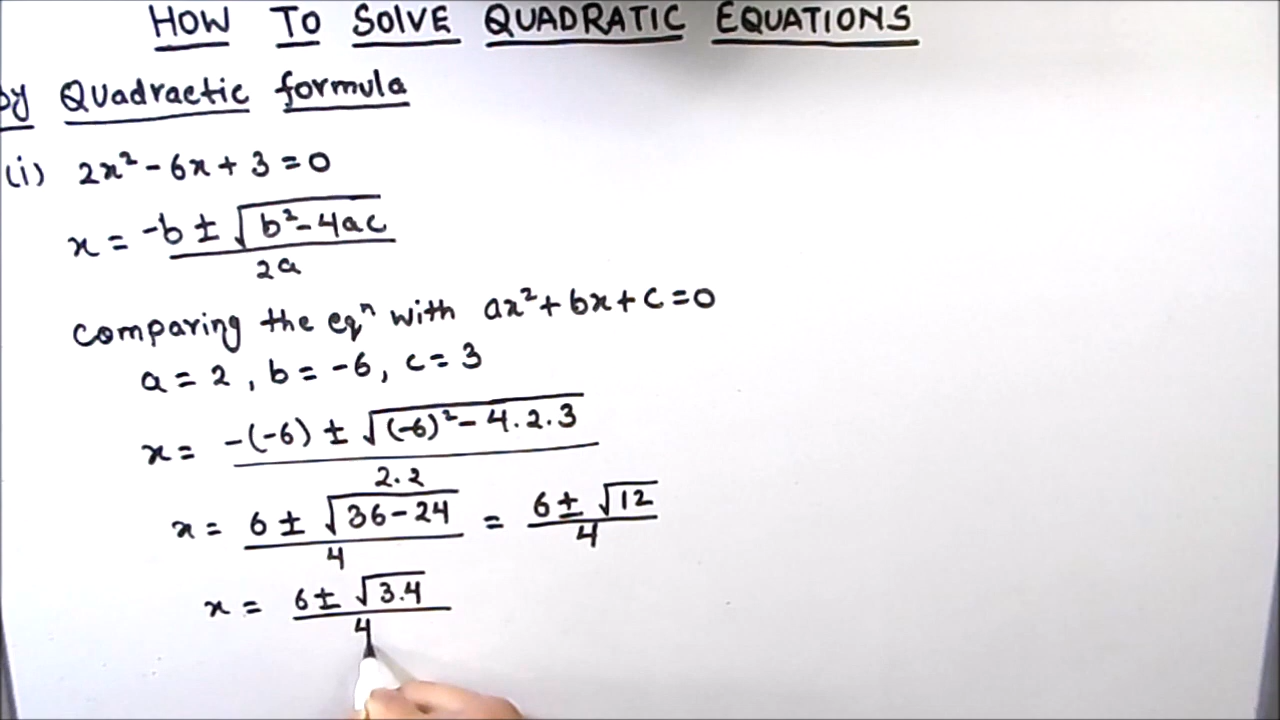 HOW TO SOLVE QUADRATIC EQUATIONS
by Quadractic formula
(i) 2x² - 6x + 3 = 0
x = -b ± √(b² - 4ac) / 2a
Comparing the eqⁿ with ax² + bx + c = 0
a = 2, b = -6, c = 3
x = -(-6) ± √((-6)² - 4.2.3) / 2.2
x = 6 ± √(36 - 24) / 4 = 6 ± √12 / 4
x = 6 ± √(3.4) / 4